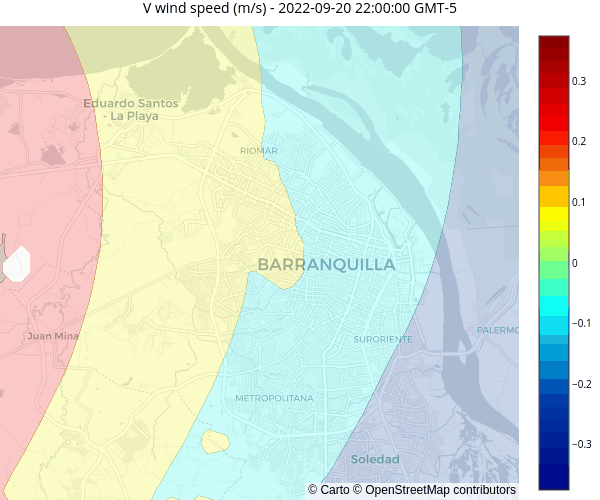 V wind speed (m/s) - 2022-09-20 22:00:00 GMT-5
Eduardo Santos
- La Playa
RIOMAR
BARRANQUILLA
Juan Mina
SURORIENTE
PALERMO
METROPOLITANA
Soledad
© Carto © OpenStreetMap contributors
0.3
0.2
0.1
0
−0.1
−0.2
−0.3